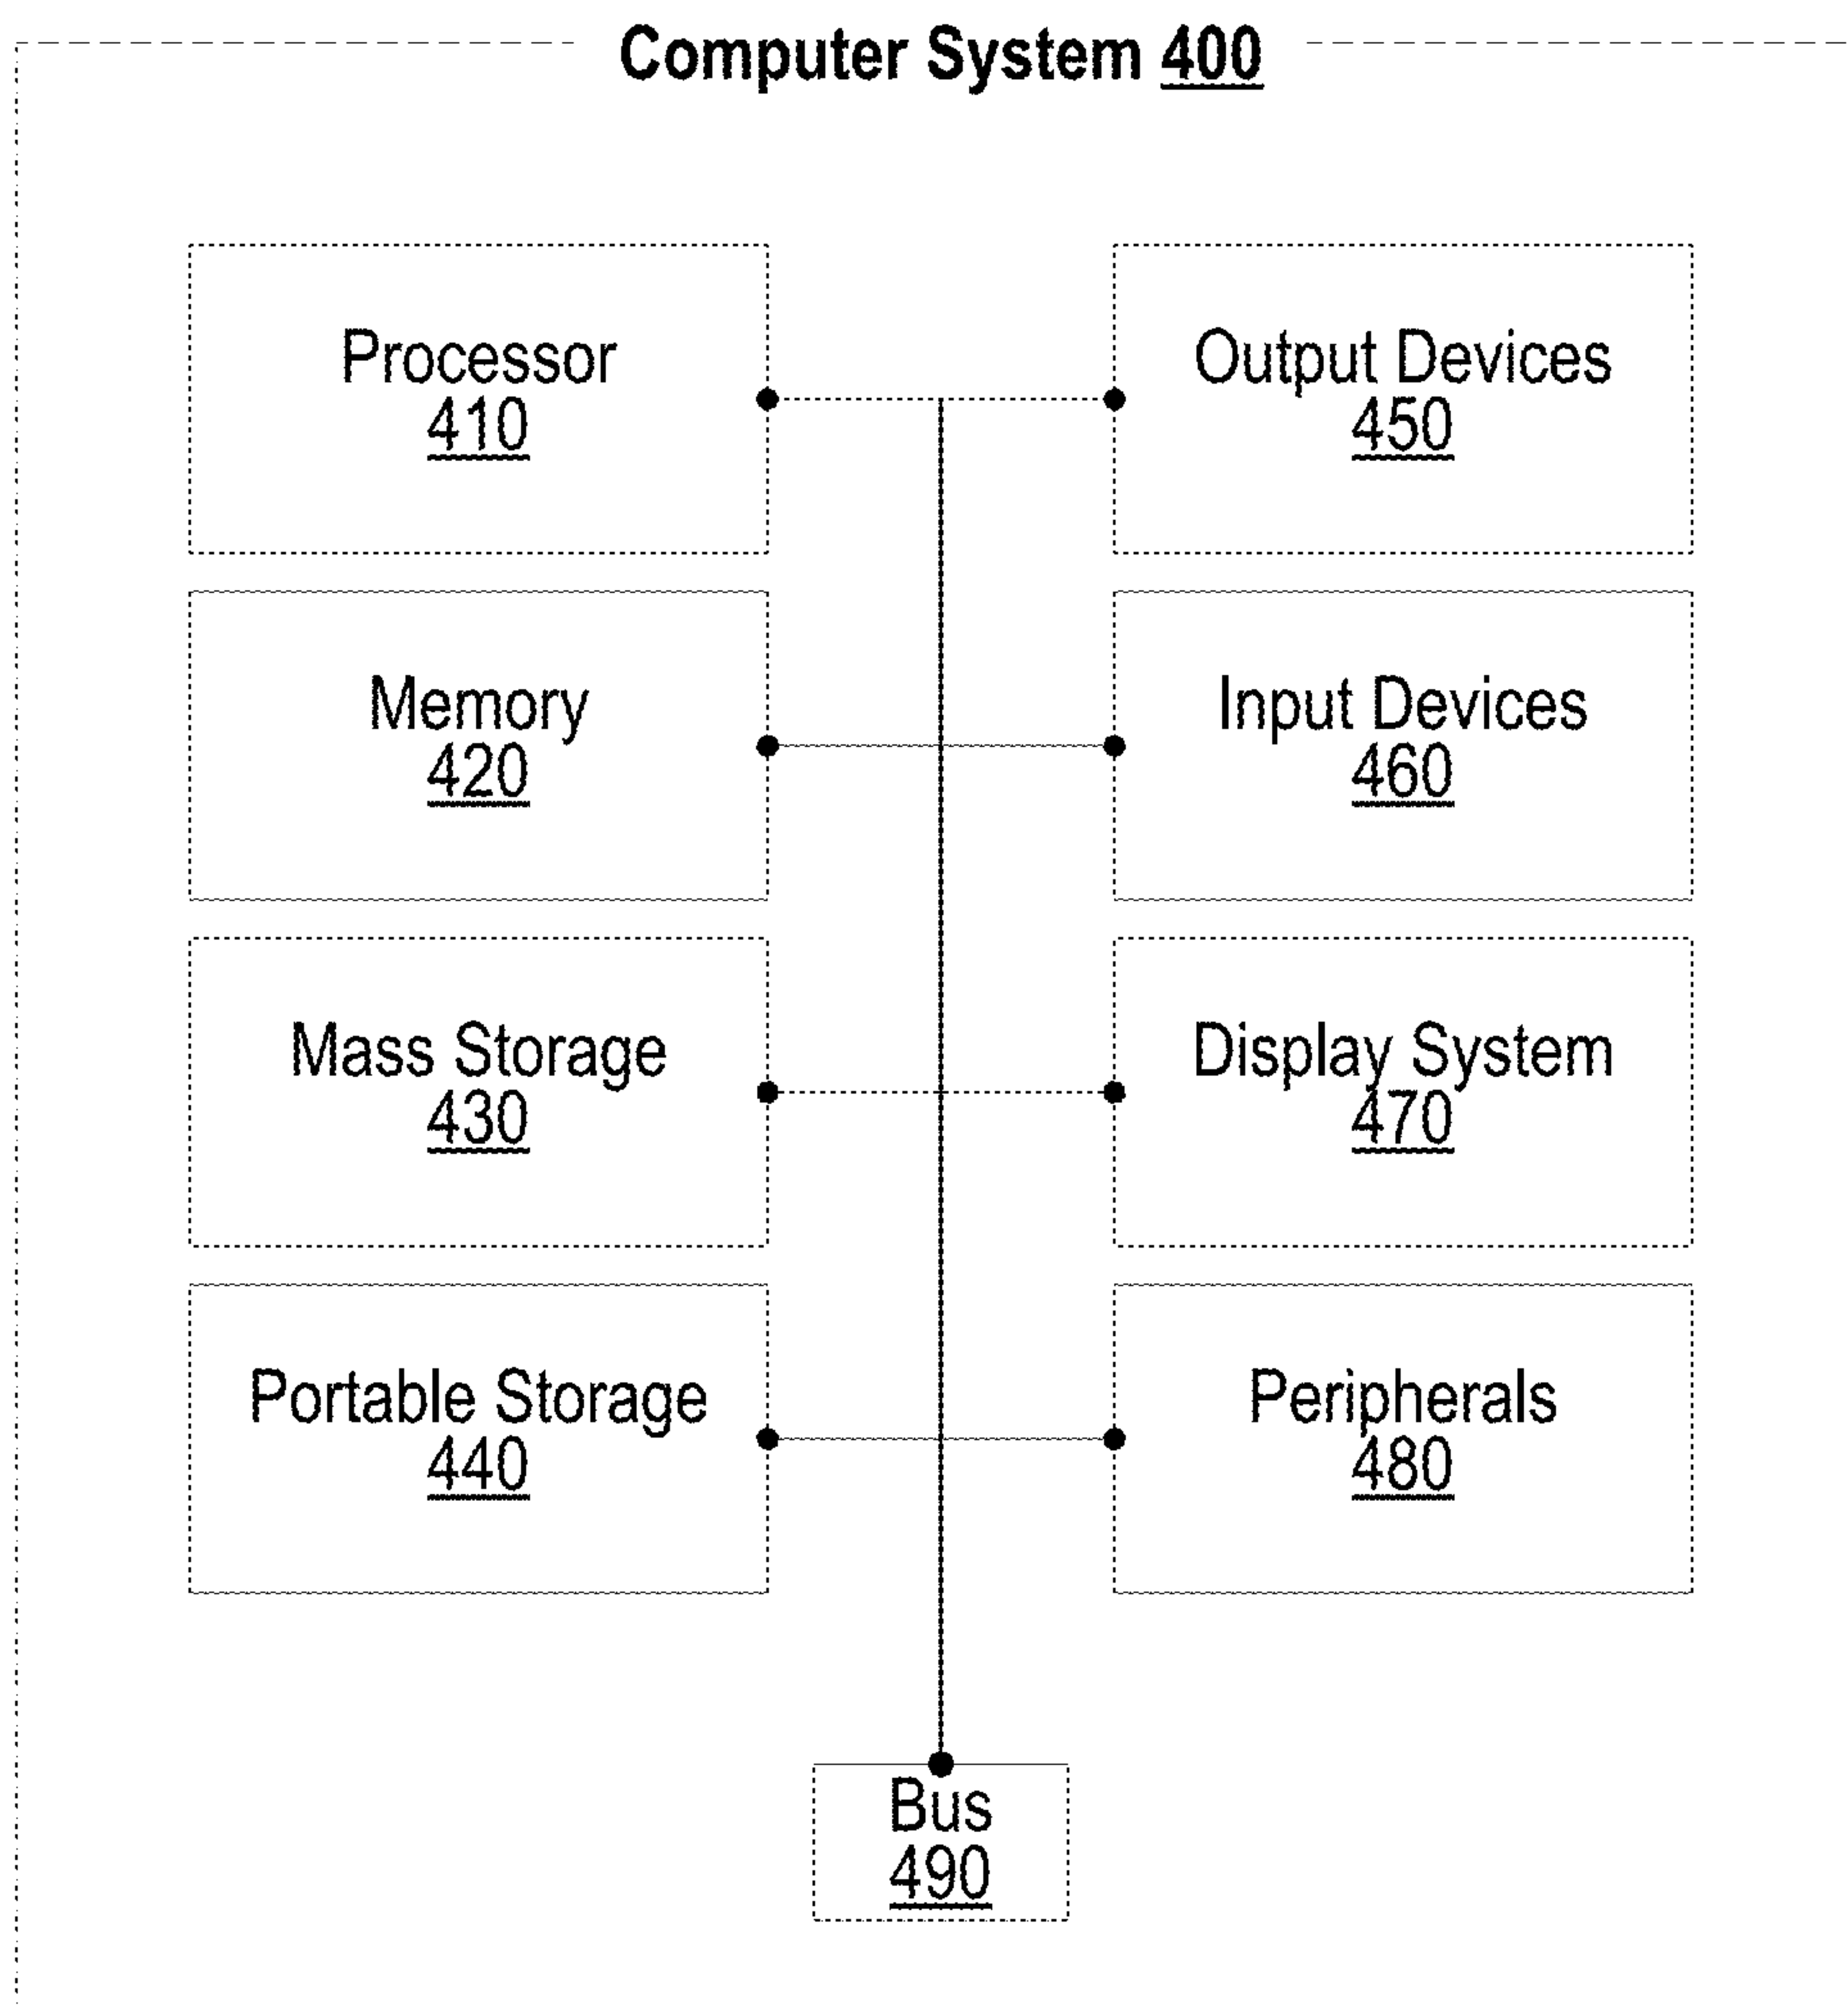 Computer System 400
Processor
410
Output Devices
450
Memory
420
Input Devices
460
Mass Storage
430
Display System
470
Portable Storage
440
Peripherals
480
Bus
490